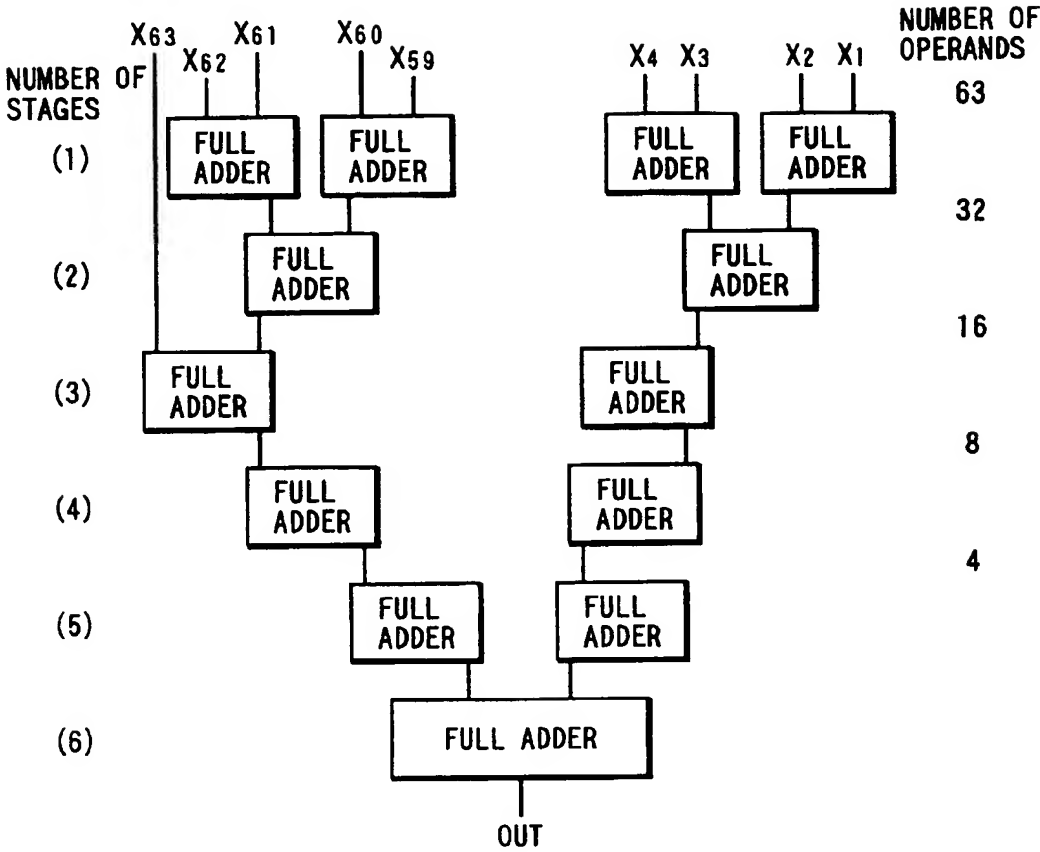 X63 X61 X60 NUMBER OF
X62 X59 X4 X3 X2 X1 OPERANDS
NUMBER OF 63
STAGES
(1) FULL ADDER FULL ADDER FULL ADDER FULL ADDER
32
(2) FULL ADDER FULL ADDER
16
(3) FULL ADDER FULL ADDER
8
(4) FULL ADDER FULL ADDER
4
(5) FULL ADDER FULL ADDER
(6) FULL ADDER
OUT